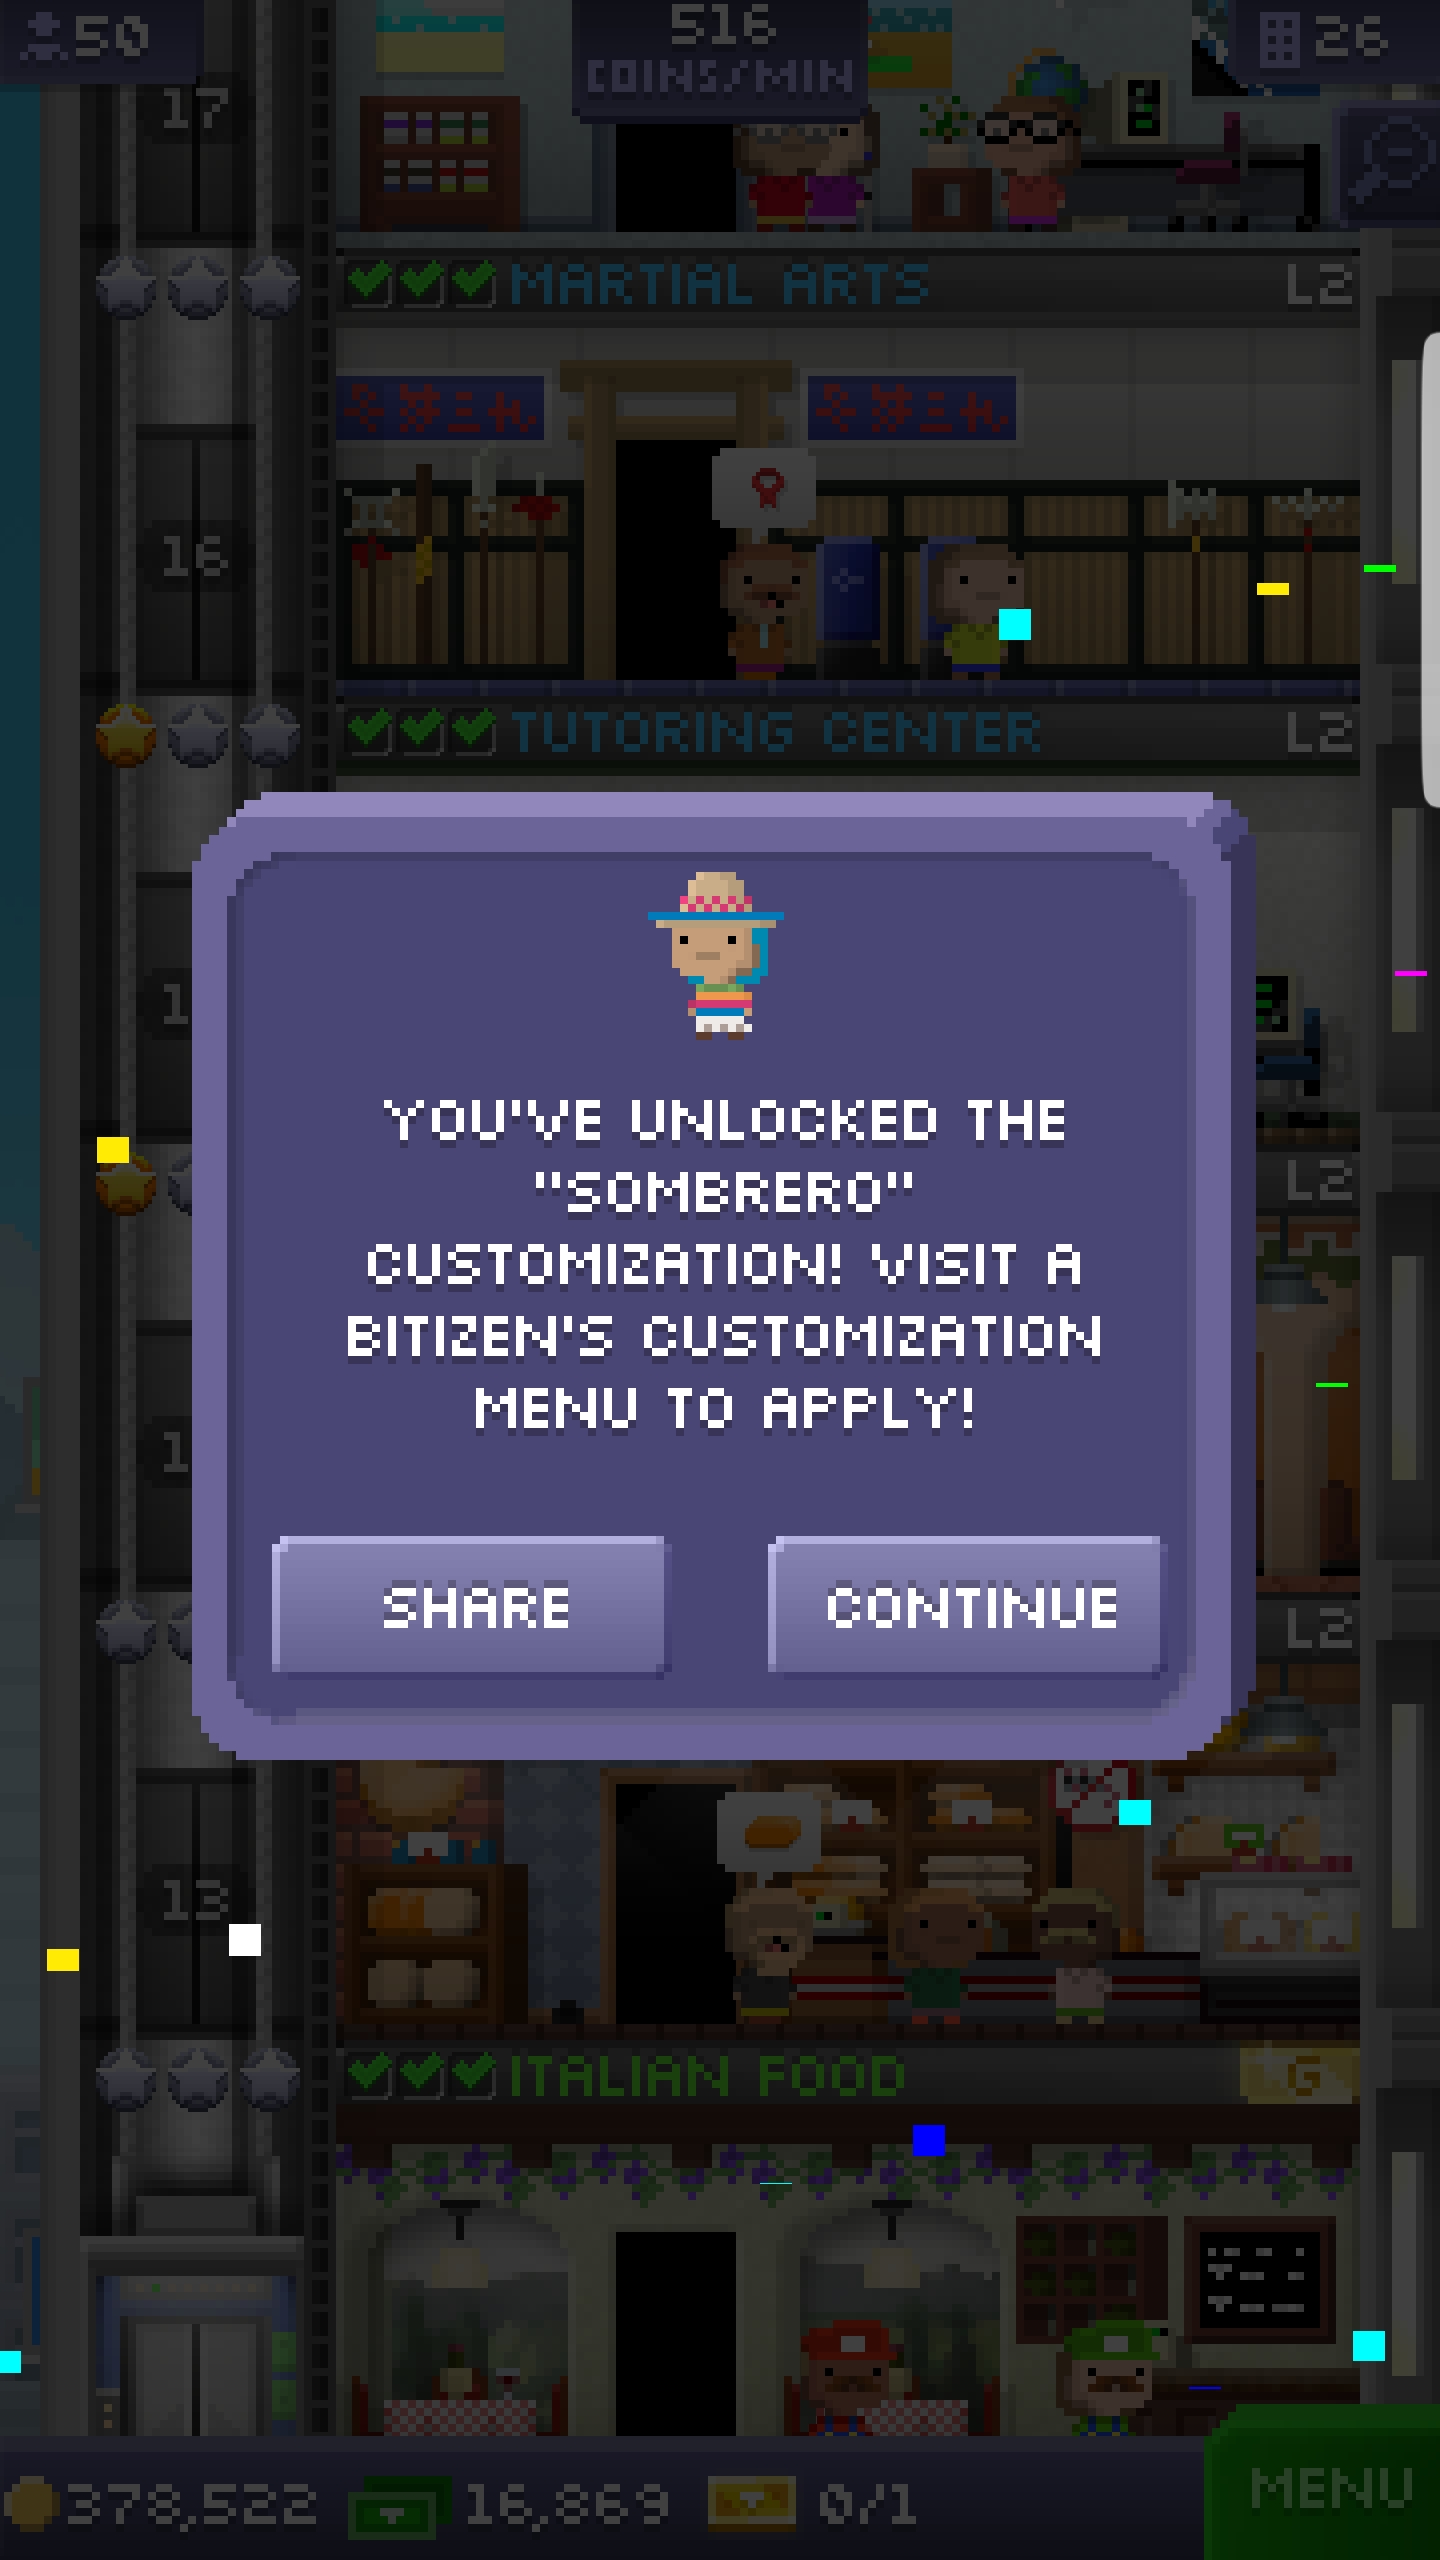 50
516
COINS/MIN
26
17
MARTIAL ARTS L2
16
TUTORING CENTER L2
YOU'VE UNLOCKED THE
"SOMBRERO"
CUSTOMIZATION! VISIT A
BITIZEN'S CUSTOMIZATION
MENU TO APPLY!
L2
SHARE
CONTINUE
L2
13
ITALIAN FOOD G
378,522 16,869 0/1 MENU